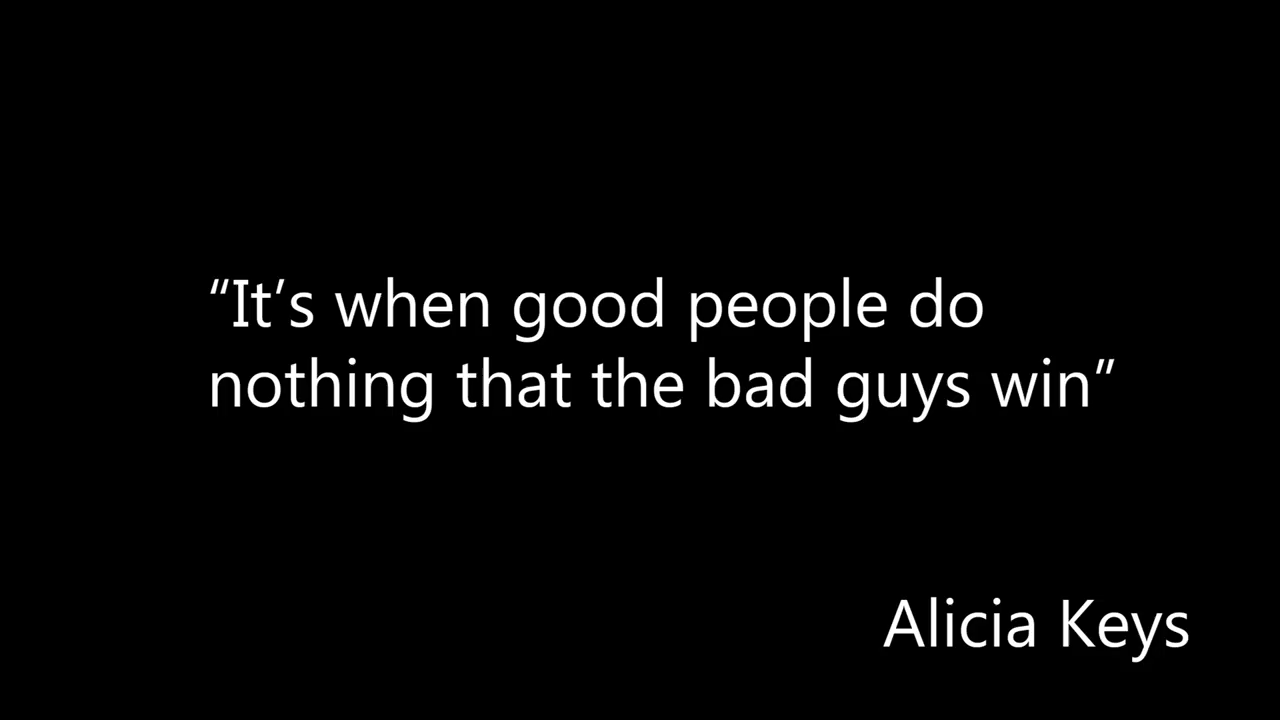 “It’s when good people do
nothing that the bad guys win”
Alicia Keys